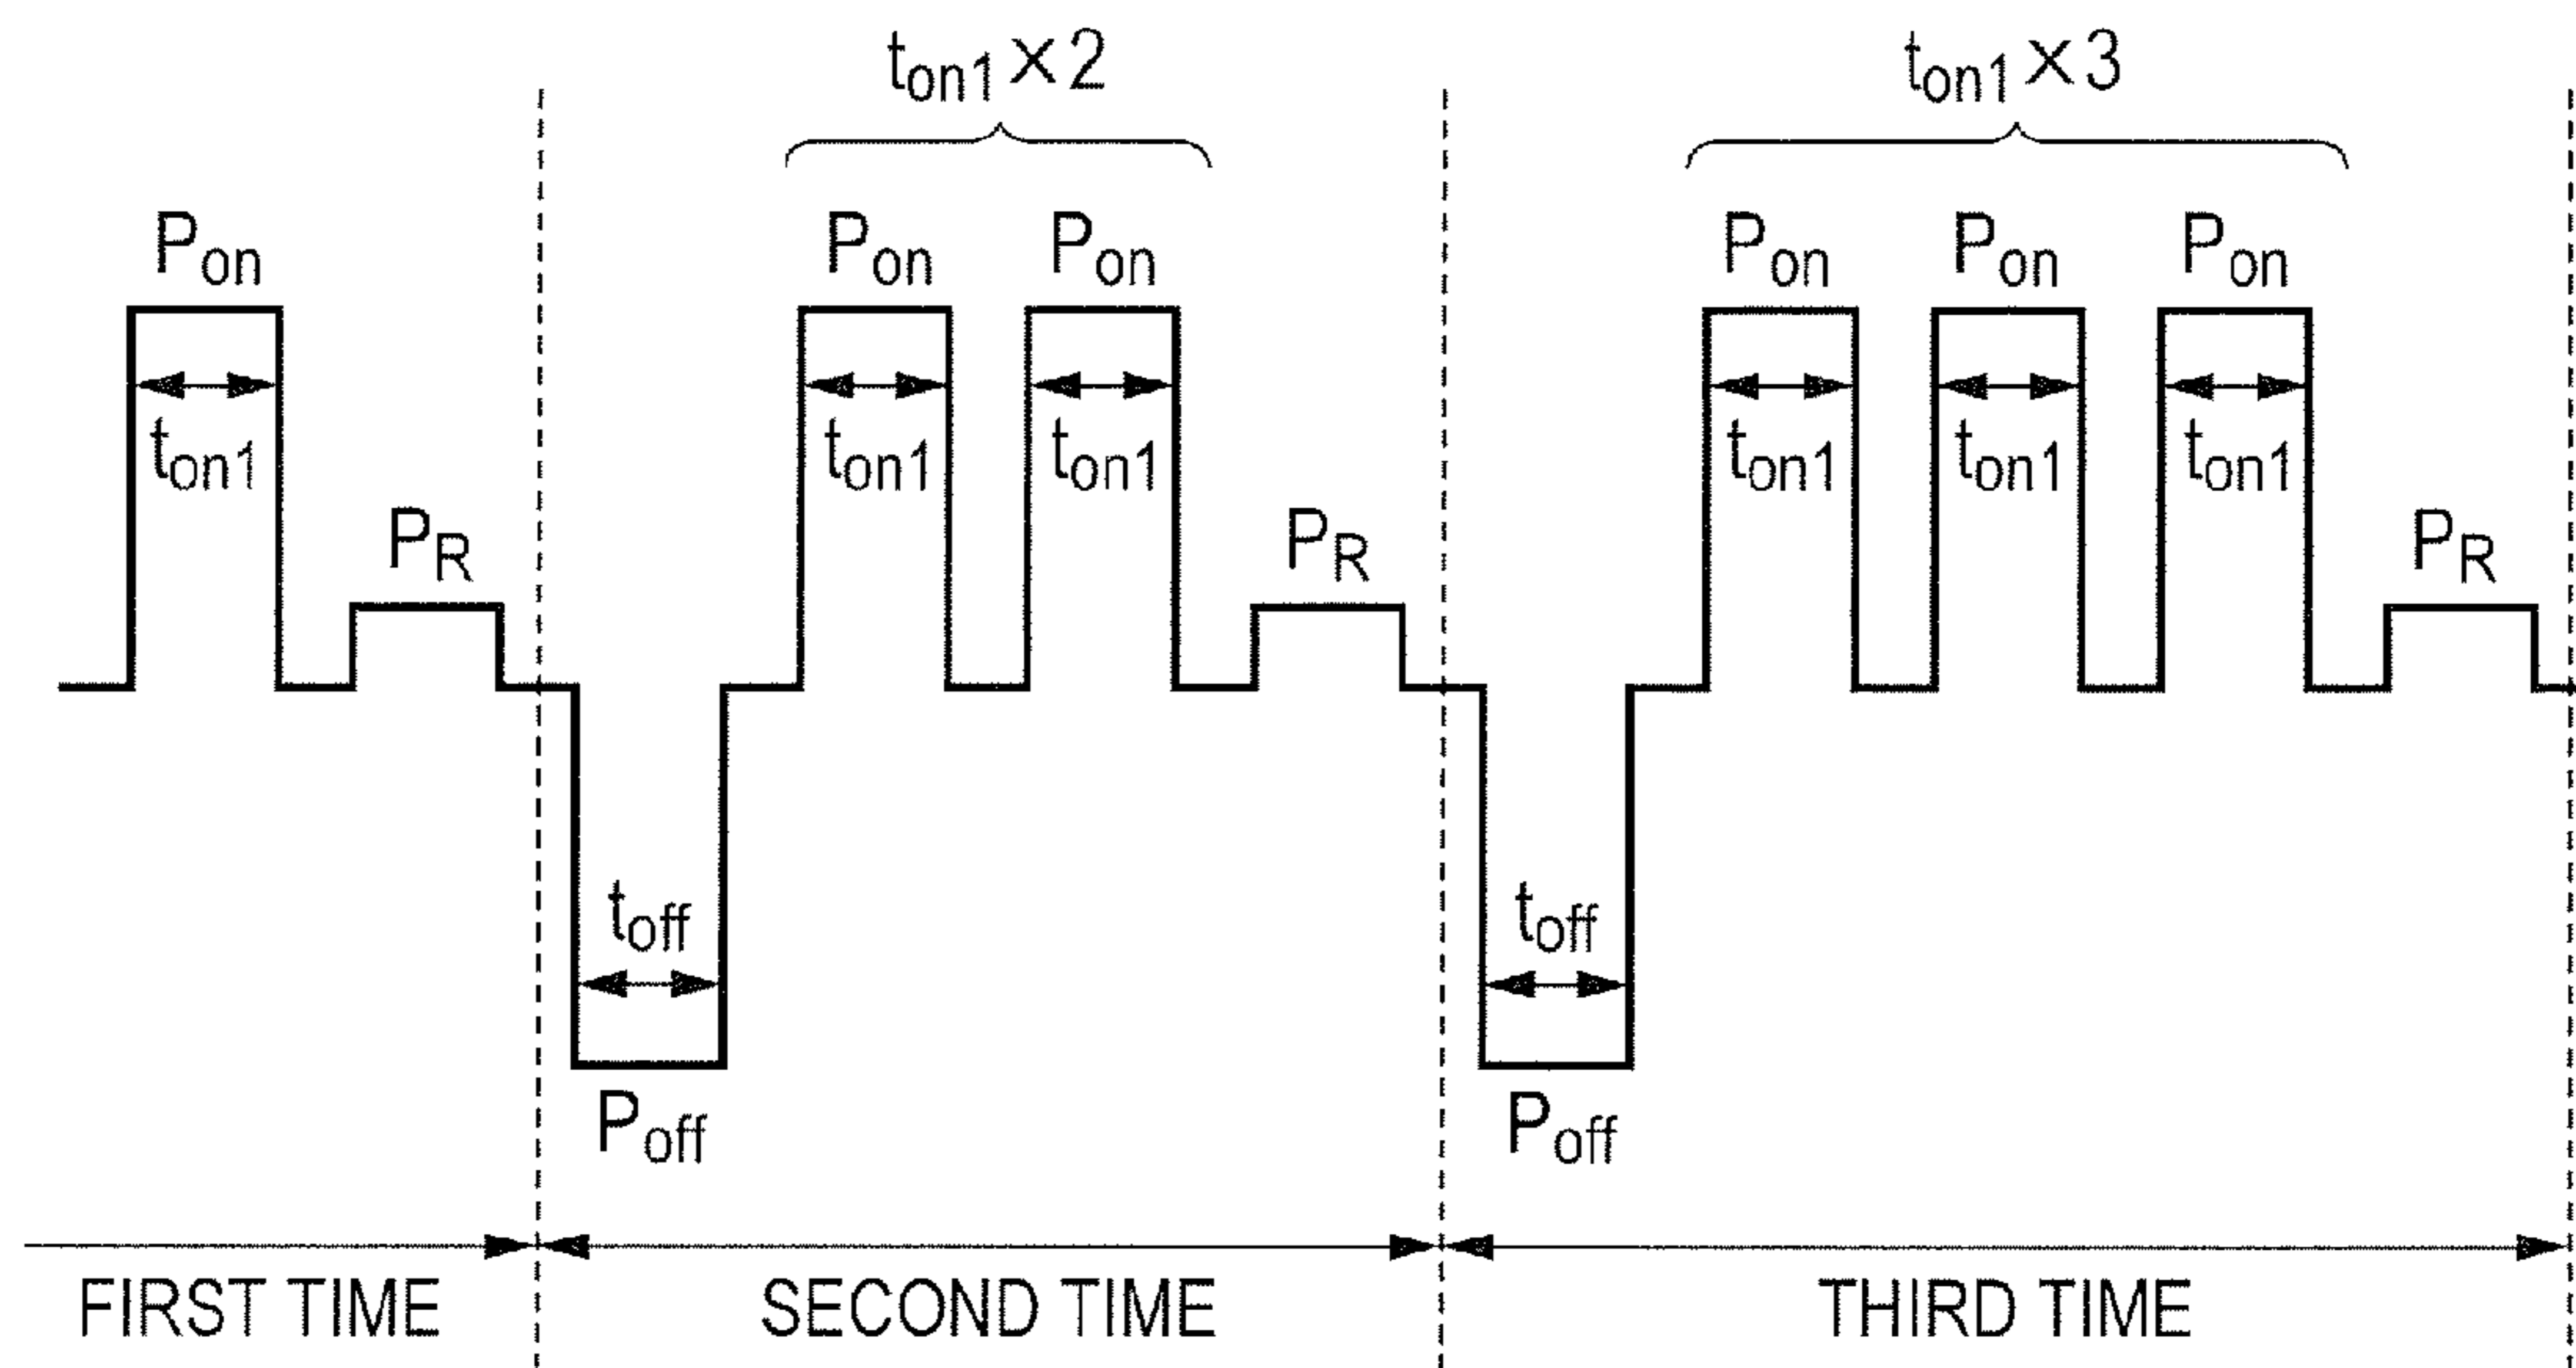 ton1×2
ton1×3
Pon
Pon
Pon
Pon
Pon
Pon
ton1
ton1
ton1
ton1
ton1
ton1
PR
PR
PR
toff
toff
Poff
Poff
FIRST TIME
SECOND TIME
THIRD TIME